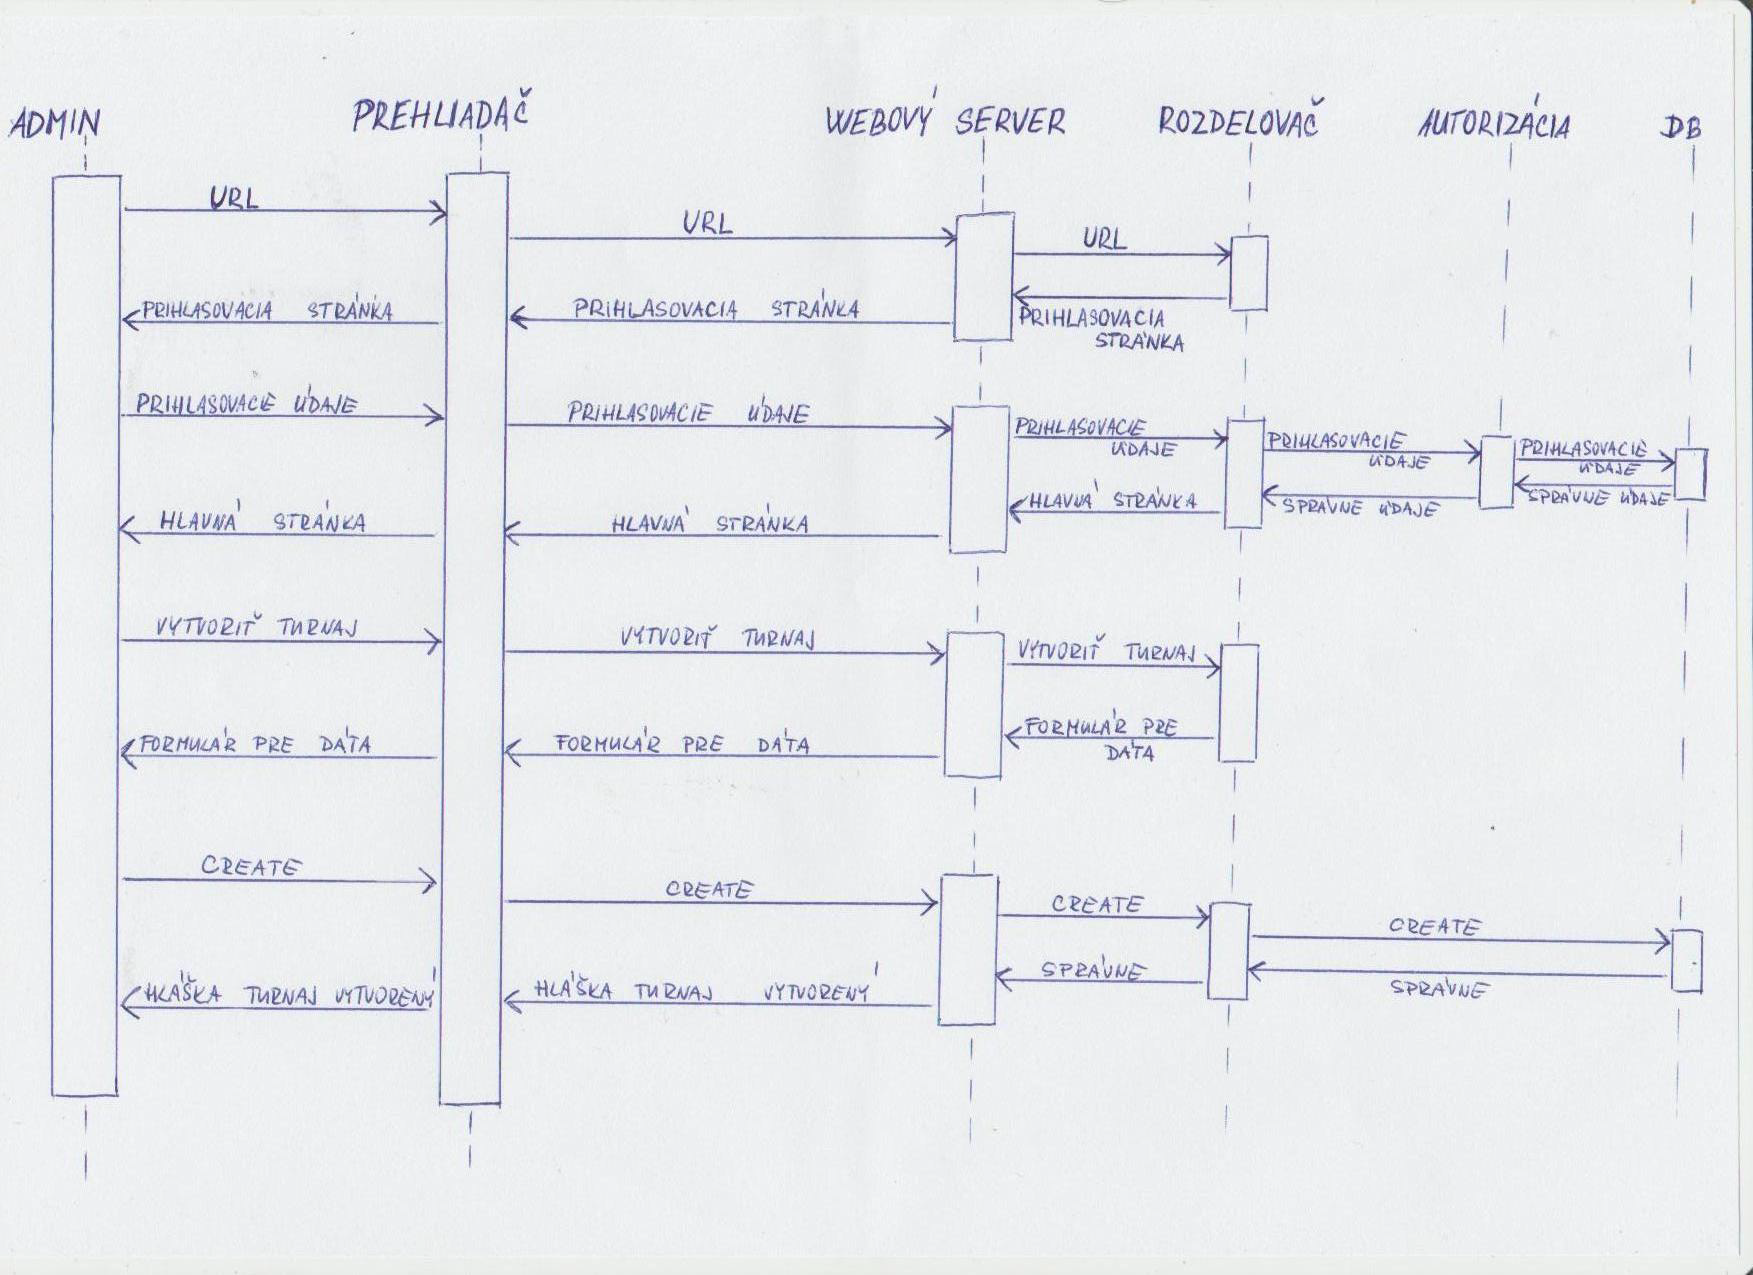 ADMIN
PREHLIADAČ
WEBOVÝ SERVER
ROZDELOVAČ
AUTORIZÁCIA
DB
URL
URL
URL
PRIHLASOVACIA STRÁNKA
PRIHLASOVACIA STRÁNKA
PRIHLASOVACIA
STRÁNKA
PRIHLASOVACIE ÚDAJE
PRIHLASOVACIE ÚDAJE
PRIHLASOVACIE
ÚDAJE
PRIHLASOVACIE
ÚDAJE
PRIHLASOVACIE
ÚDAJE
HLAVNÁ STRÁNKA
HLAVNÁ STRÁNKA
HLAVNÁ STRÁNKA
SPRÁVNE ÚDAJE
SPRÁVNE ÚDAJE
VYTVORIŤ TURNAJ
VYTVORIŤ TURNAJ
VYTVORIŤ TURNAJ
FORMULÁR PRE DÁTA
FORMULÁR PRE DÁTA
FORMULÁR PRE
DÁTA
CREATE
CREATE
CREATE
CREATE
HLÁŠKA TURNAJ VYTVORENÝ
HLÁŠKA TURNAJ VYTVORENÝ
SPRÁVNE
SPRÁVNE